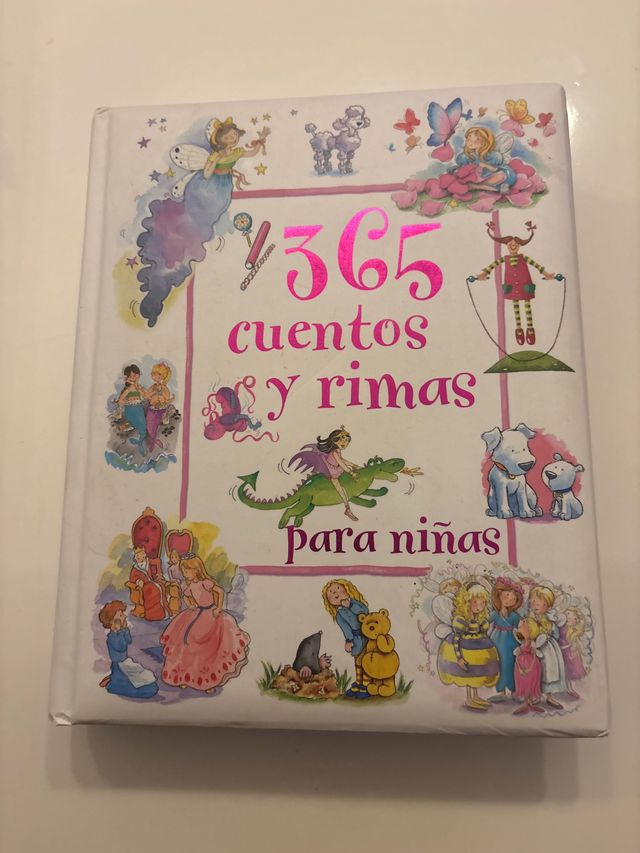 365
cuentos
y rimas
para niñas